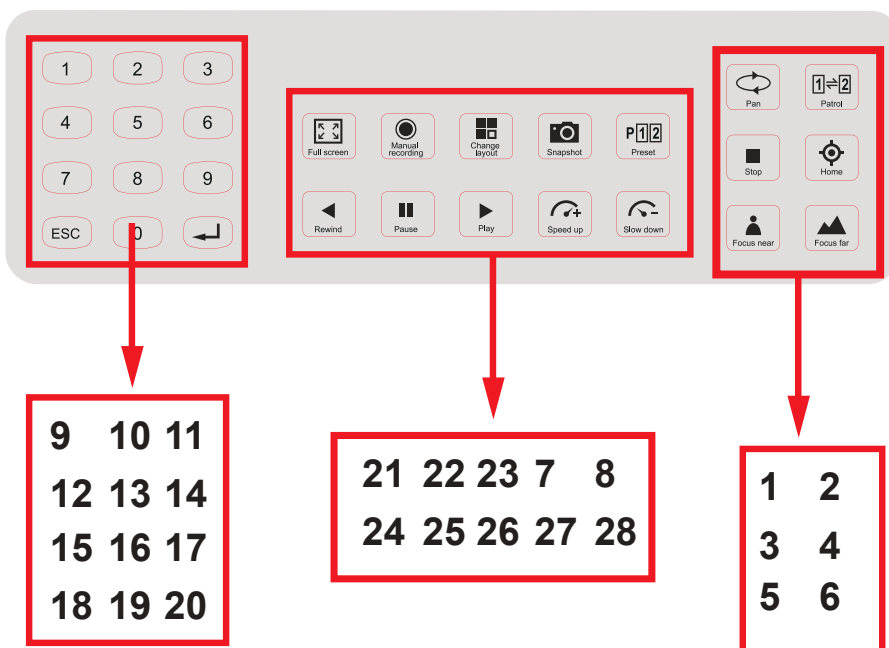 1 2 3
4 5 6
7 8 9
ESC 0
Full screen
Manual
recording
Change
layout
Snapshot
P12
Preset
Rewind
Pause
Play
+
Speed up
-
Slow down
Pan
1⇌2
Patrol
Stop
Home
Focus near
Focus far
9 10 11
12 13 14
15 16 17
18 19 20
21 22 23 7 8
24 25 26 27 28
1 2
3 4
5 6